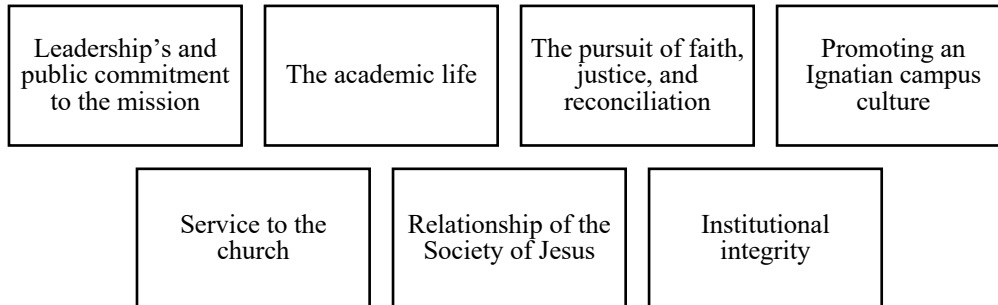 Leadership’s and
public commitment
to the mission
The academic life
The pursuit of faith,
justice, and
reconciliation
Promoting an
Ignatian campus
culture
Service to the
church
Relationship of the
Society of Jesus
Institutional
integrity